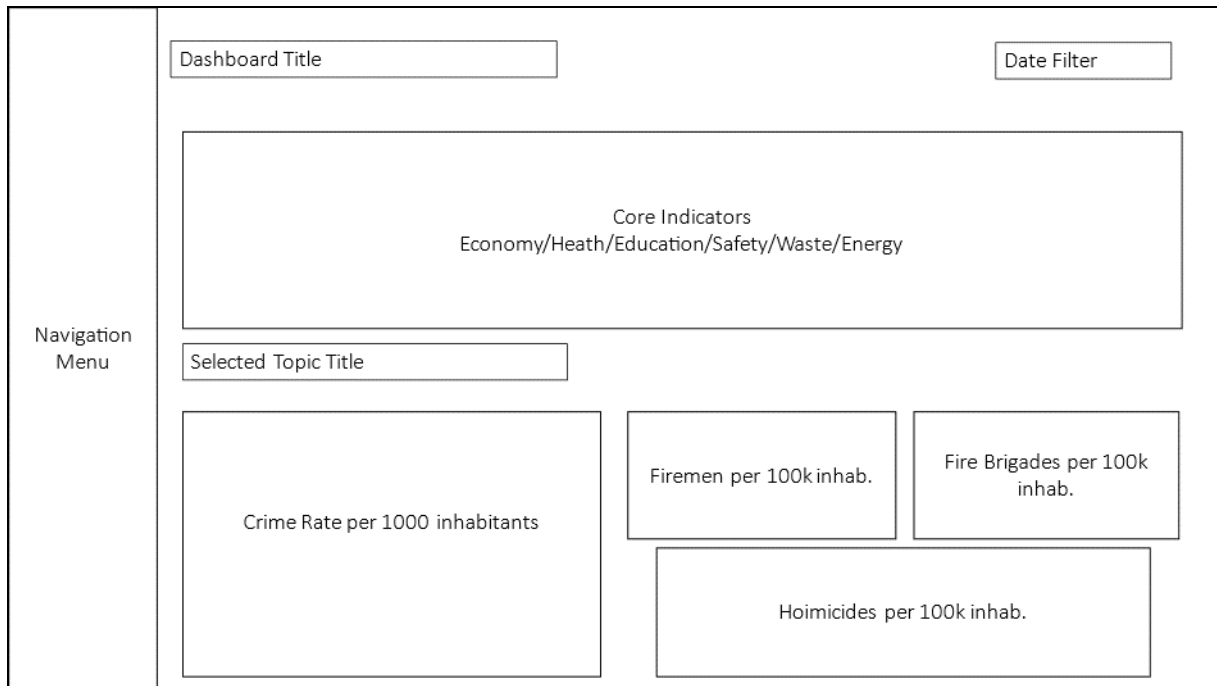 Dashboard Title
Date Filter
Core Indicators
Economy/Heath/Education/Safety/Waste/Energy
Navigation
Menu
Selected Topic Title
Crime Rate per 1000 inhabitants
Firemen per 100k inhab.
Fire Brigades per 100k
inhab.
Hoimicides per 100k inhab.